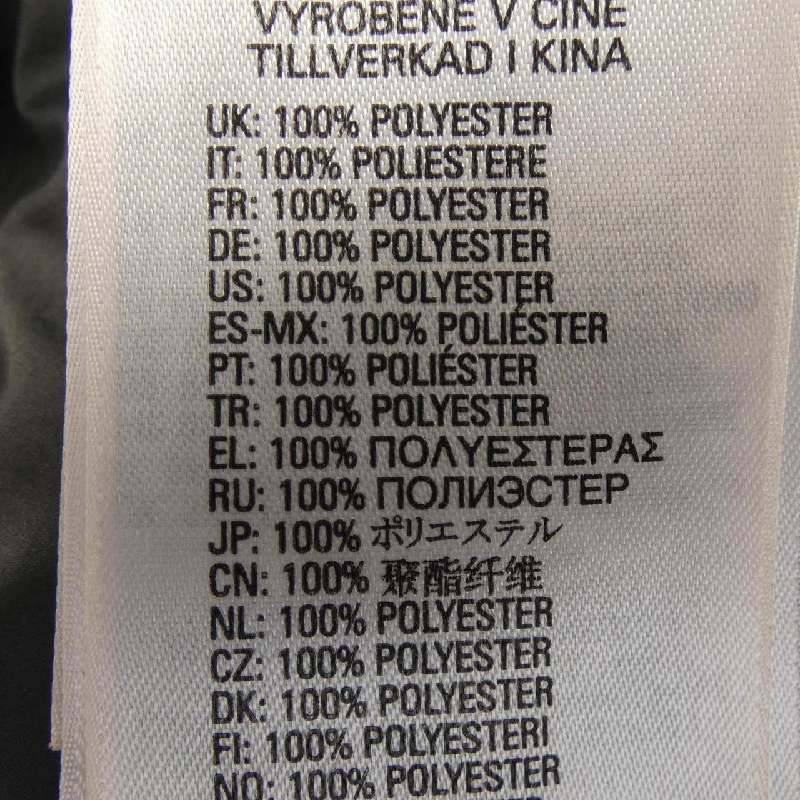 VYROBENE V CINE
TILLVERKAD I KINA
UK: 100% POLYESTER
IT: 100% POLIESTERE
FR: 100% POLYESTER
DE: 100% POLYESTER
US: 100% POLYESTER
ES-MX: 100% POLIÉSTER
PT: 100% POLIÉSTER
TR: 100% POLYESTER
EL: 100% ΠΟΛΥΕΣΤΕΡΑΣ
RU: 100% ПОЛИЭСТЕР
JP: 100% ポリエステル
CN: 100% 聚酯纤维
NL: 100% POLYESTER
CZ: 100% POLYESTER
DK: 100% POLYESTER
FI: 100% POLYESTERI
NO: 100% POLYESTER